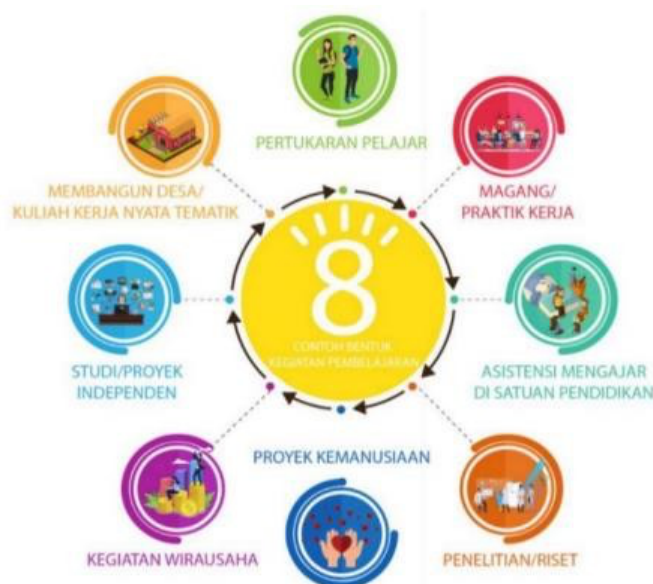 PERTUKARAN PELAJAR
MAGANG/
PRAKTIK KERJA
ASISTENSI MENGAJAR
DI SATUAN PENDIDIKAN
PENELITIAN/RISET
PROYEK KEMANUSIAAN
KEGIATAN WIRAUSAHA
STUDI/PROYEK
INDEPENDEN
MEMBANGUN DESA/
KULIAH KERJA NYATA TEMATIK
8
CONTOH BENTUK
KEGIATAN PEMBELAJARAN